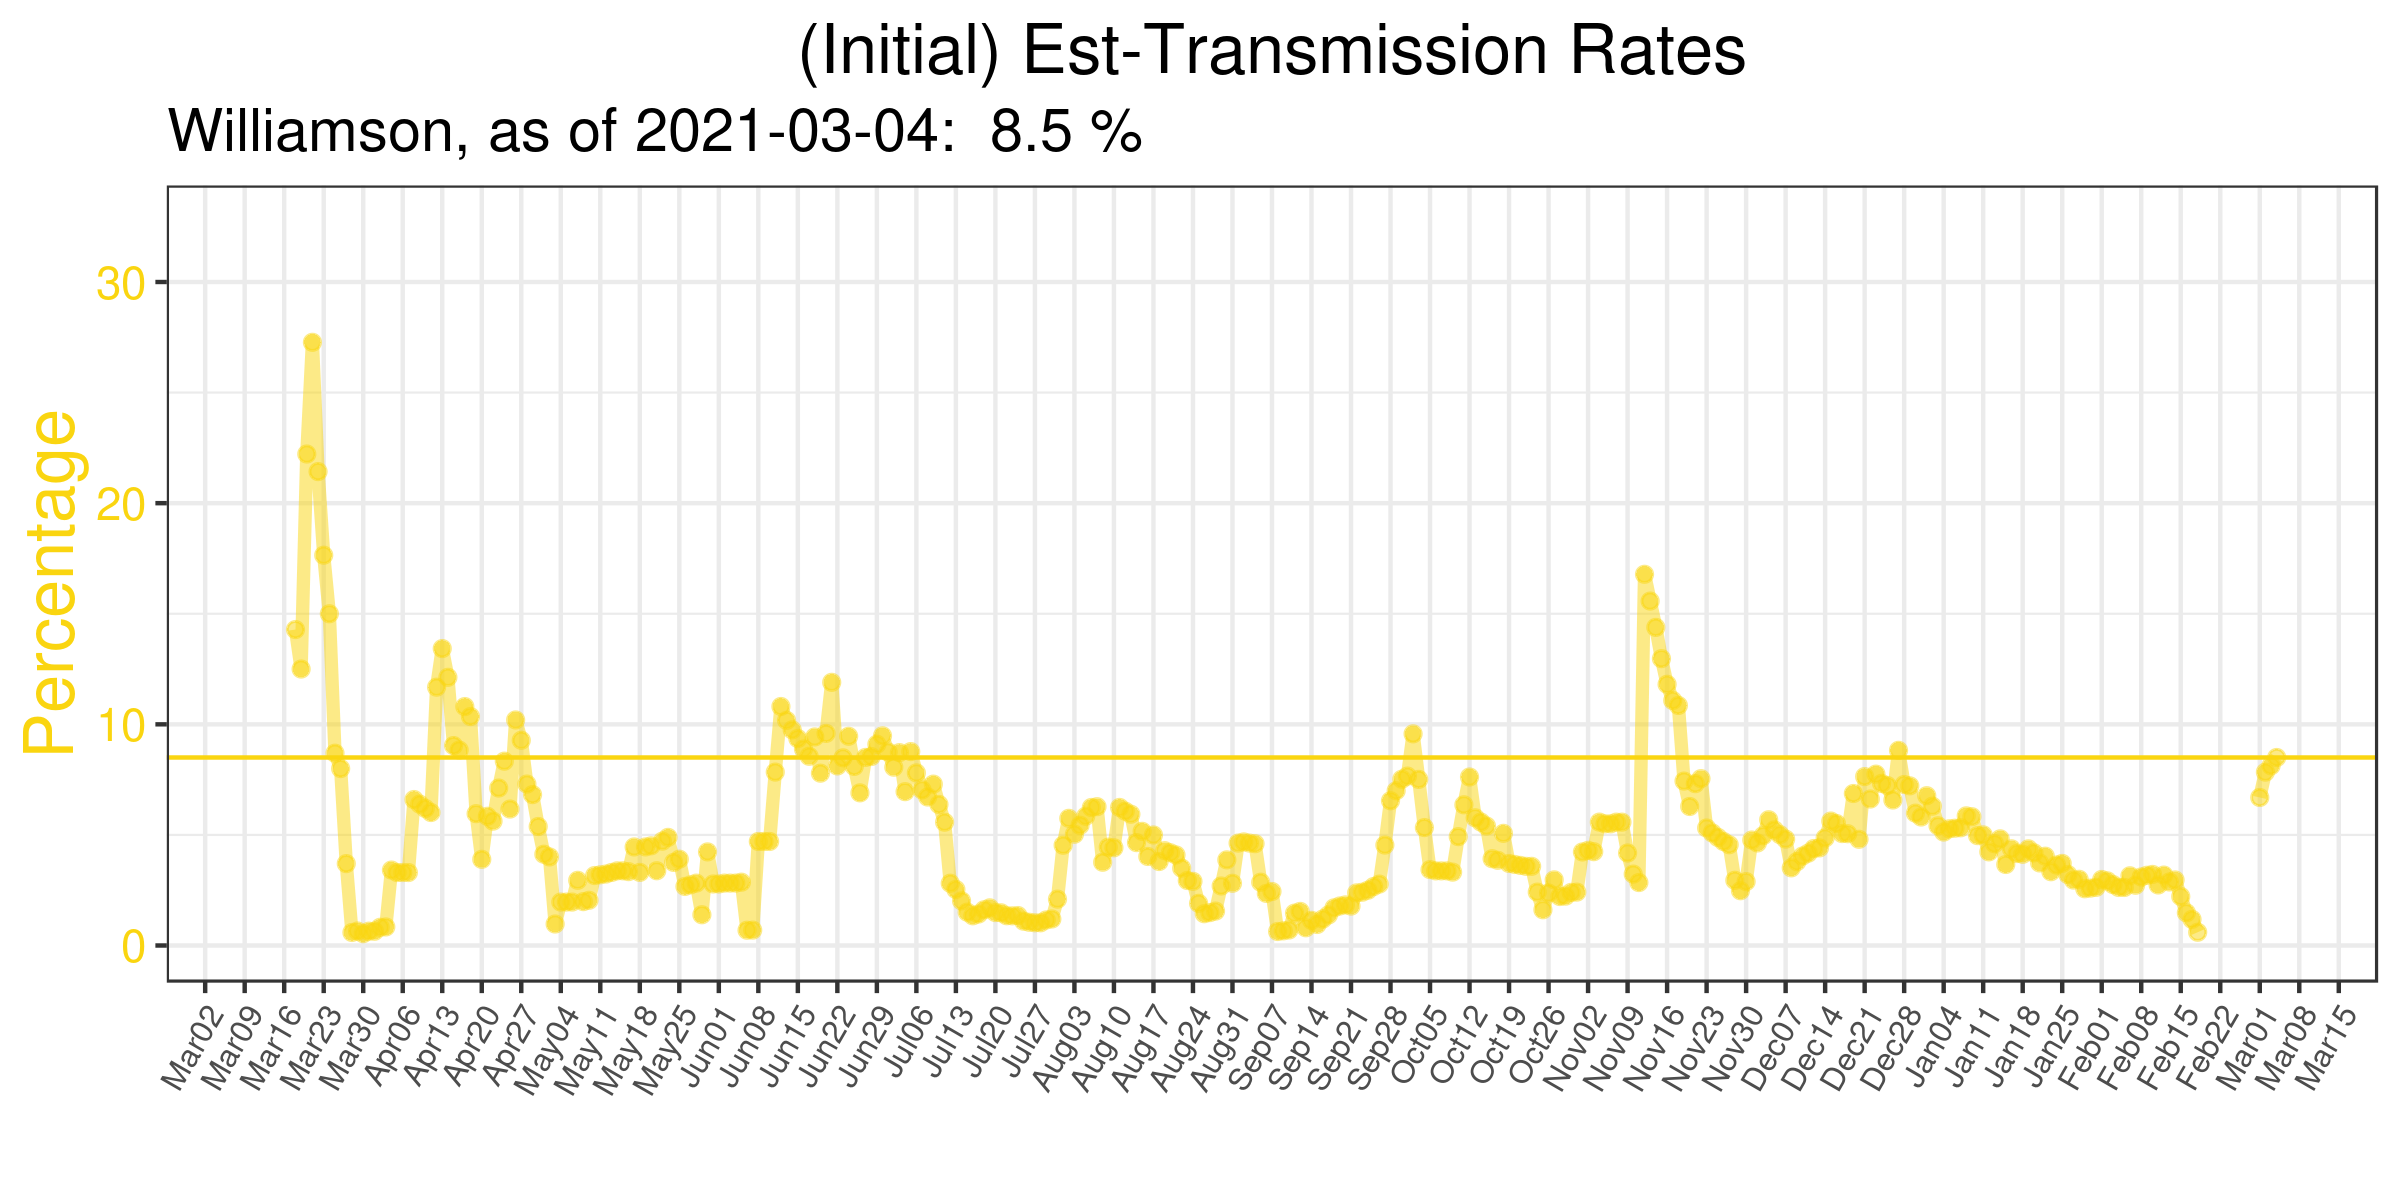 (Initial) Est-Transmission Rates
Williamson, as of 2021-03-04:  8.5 %
Percentage
30
20
10
0
Mar02 Mar09 Mar16 Mar23 Mar30 Apr06 Apr13 Apr20 Apr27 May04 May11 May18 May25 Jun01 Jun08 Jun15 Jun22 Jun29 Jul06 Jul13 Jul20 Jul27 Aug03 Aug10 Aug17 Aug24 Aug31 Sep07 Sep14 Sep21 Sep28 Oct05 Oct12 Oct19 Oct26 Nov02 Nov09 Nov16 Nov23 Nov30 Dec07 Dec14 Dec21 Dec28 Jan04 Jan11 Jan18 Jan25 Feb01 Feb08 Feb15 Feb22 Mar01 Mar08 Mar15